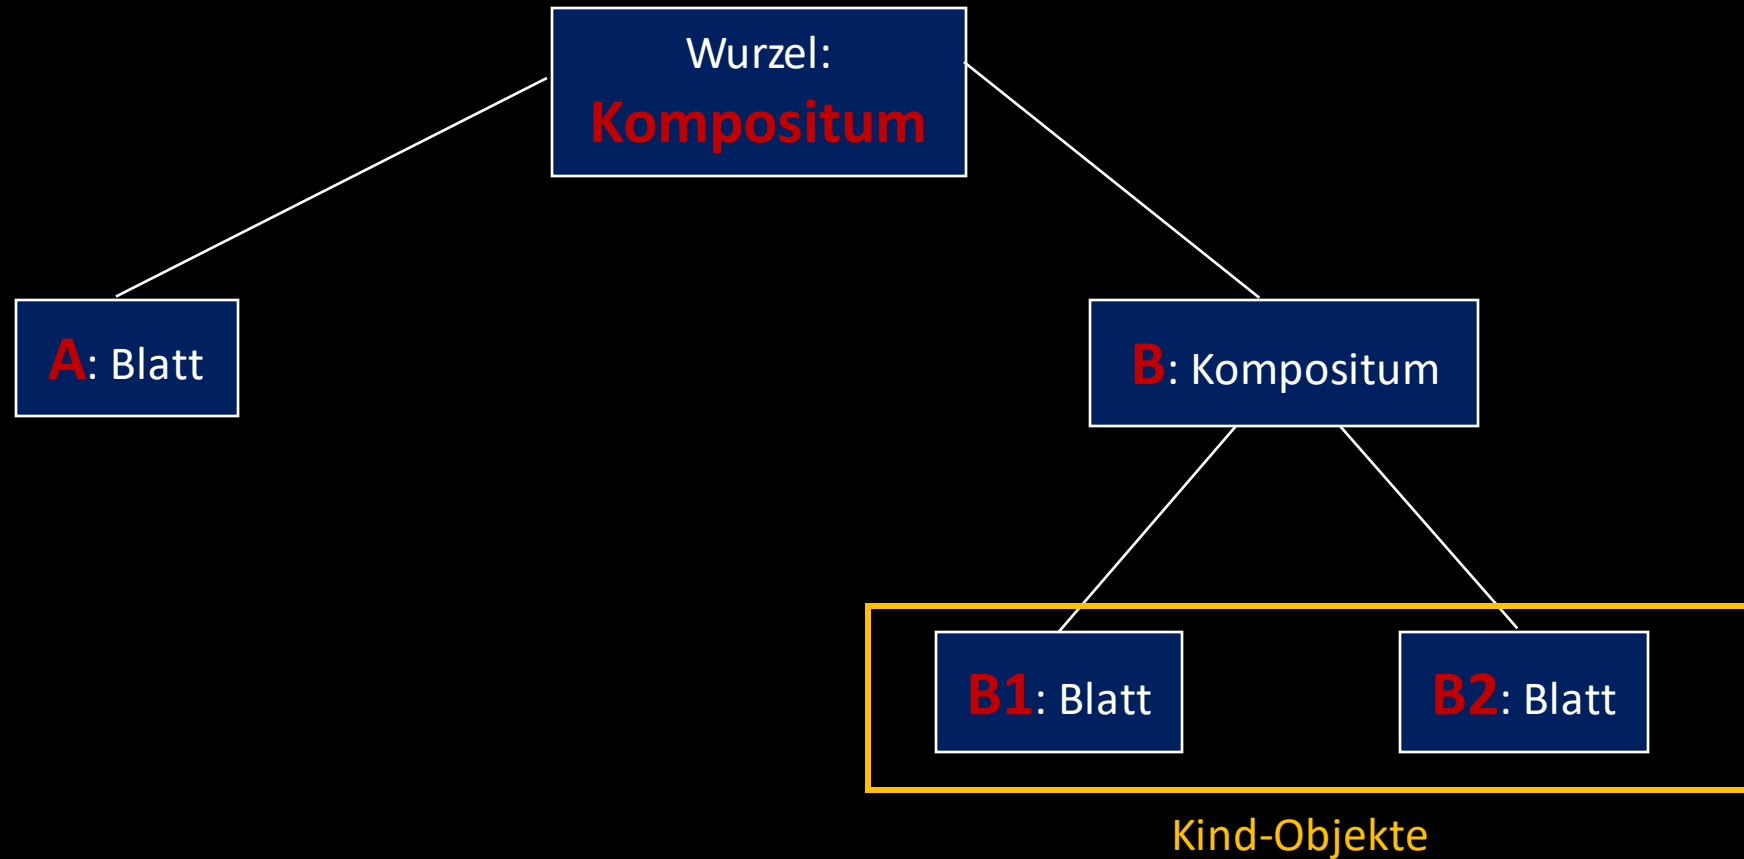 Wurzel:
Kompositum
A: Blatt
B: Kompositum
B1: Blatt
B2: Blatt
Kind-Objekte